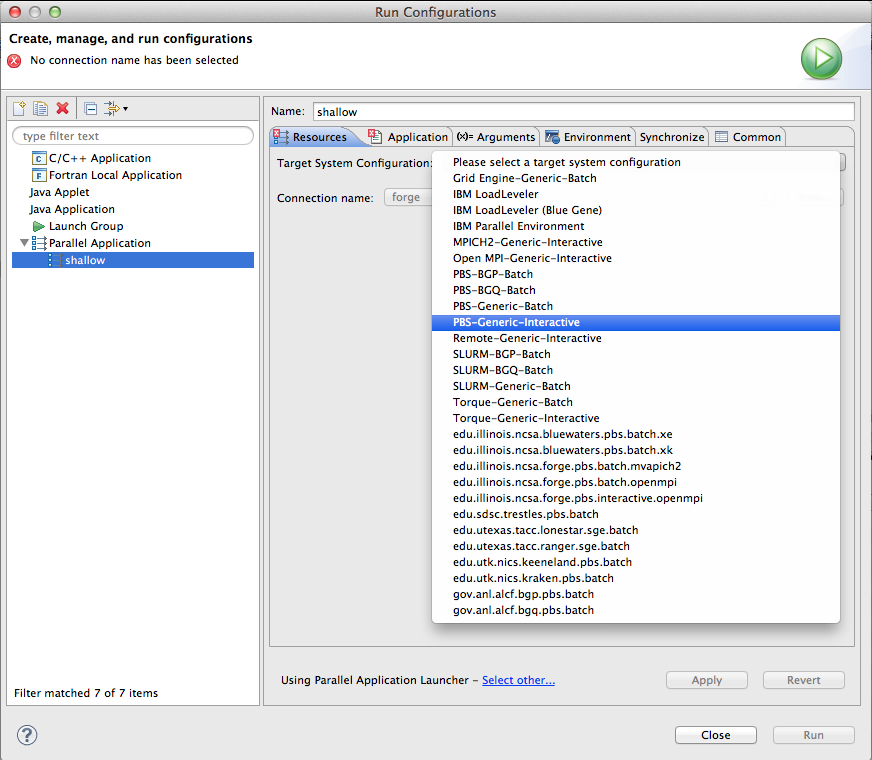 Run Configurations
Create, manage, and run configurations
No connection name has been selected
type filter text
C/C++ Application
Fortran Local Application
Java Applet
Java Application
Launch Group
Parallel Application
shallow
Filter matched 7 of 7 items
Name: shallow
Resources Application (x)= Arguments Environment Synchronize Common
Target System Configuration:
Connection name: forge
Please select a target system configuration
Grid Engine-Generic-Batch
IBM LoadLeveler
IBM LoadLeveler (Blue Gene)
IBM Parallel Environment
MPICH2-Generic-Interactive
Open MPI-Generic-Interactive
PBS-BGP-Batch
PBS-BGQ-Batch
PBS-Generic-Batch
PBS-Generic-Interactive
Remote-Generic-Interactive
SLURM-BGP-Batch
SLURM-BGQ-Batch
SLURM-Generic-Batch
Torque-Generic-Batch
Torque-Generic-Interactive
edu.illinois.ncsa.bluewaters.pbs.batch.xe
edu.illinois.ncsa.bluewaters.pbs.batch.xk
edu.illinois.ncsa.forge.pbs.batch.mvapich2
edu.illinois.ncsa.forge.pbs.batch.openmpi
edu.illinois.ncsa.forge.pbs.interactive.openmpi
edu.sdsc.trestles.pbs.batch
edu.utexas.tacc.lonestar.sge.batch
edu.utexas.tacc.ranger.sge.batch
edu.utk.nics.keeneland.pbs.batch
edu.utk.nics.kraken.pbs.batch
gov.anl.alcf.bgp.pbs.batch
gov.anl.alcf.bgq.pbs.batch
Using Parallel Application Launcher – Select other...
Apply Revert
? Close Run